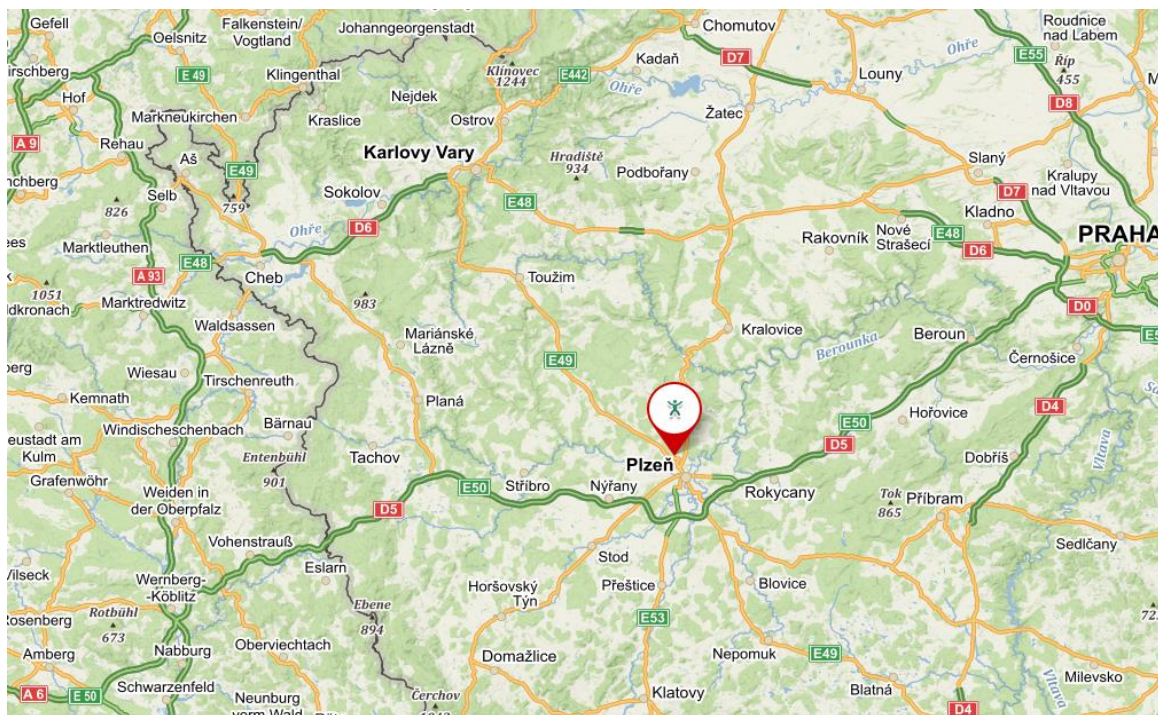 Gefell
Falkenstein/
Vogtland
Johanngeorgenstadt
Chomutov
Roudnice
nad Labem
Oelsnitz
Ohře
E55
Říp
455
E 49
Klingenthal
Klínovec
1244
E442
Kadaň
D7
Ohře
Louny
Hof
Nejdek
Markneukirchen
Kraslice
Ostrov
Žatec
D8
A 9
Rehau
Aš
E49
Karlovy Vary
Hradiště
934
Podbořany
Slaný
Kralupy
nad Vltavou
Selb
Sokolov
D7
826
759
Ohře
D6
E48
Nové
Strašecí
Kladno
E48
Marktleuthen
Rakovník
D6
PRAHA
E48
Cheb
A 93
Toužim
1051
Marktredwitz
983
D0
Waldsassen
Mariánské
Lázně
Kralovice
Berounka
Beroun
Černošice
E49
Wiesau
Tirschenreuth
Kemnath
Planá
Hořovice
D4
Bärnau
E50
Windischeschenbach
D5
Kulm
Entenbühl
901
Tachov
Plzeň
Dobříš
Vltava
Grafenwöhr
E50
Stříbro
Nýřany
Rokycany
Weiden in
der Oberpfalz
D5
Tok
865
Příbram
Vohenstrauß
Eslarn
Stod
Sedlčany
Vilseck
Wernberg-
-Köblitz
Horšovský
Týn
Přeštice
Blovice
Rotbühl
673
Ebene
894
E53
Rosenberg
Oberviechtach
Amberg
Nabburg
Domažlice
Nepomuk
E49
Milevsko
A 6
E 50
Schwarzenfeld
Neunburg
Čerchov
Klatovy
Blatná
Vltava
D4